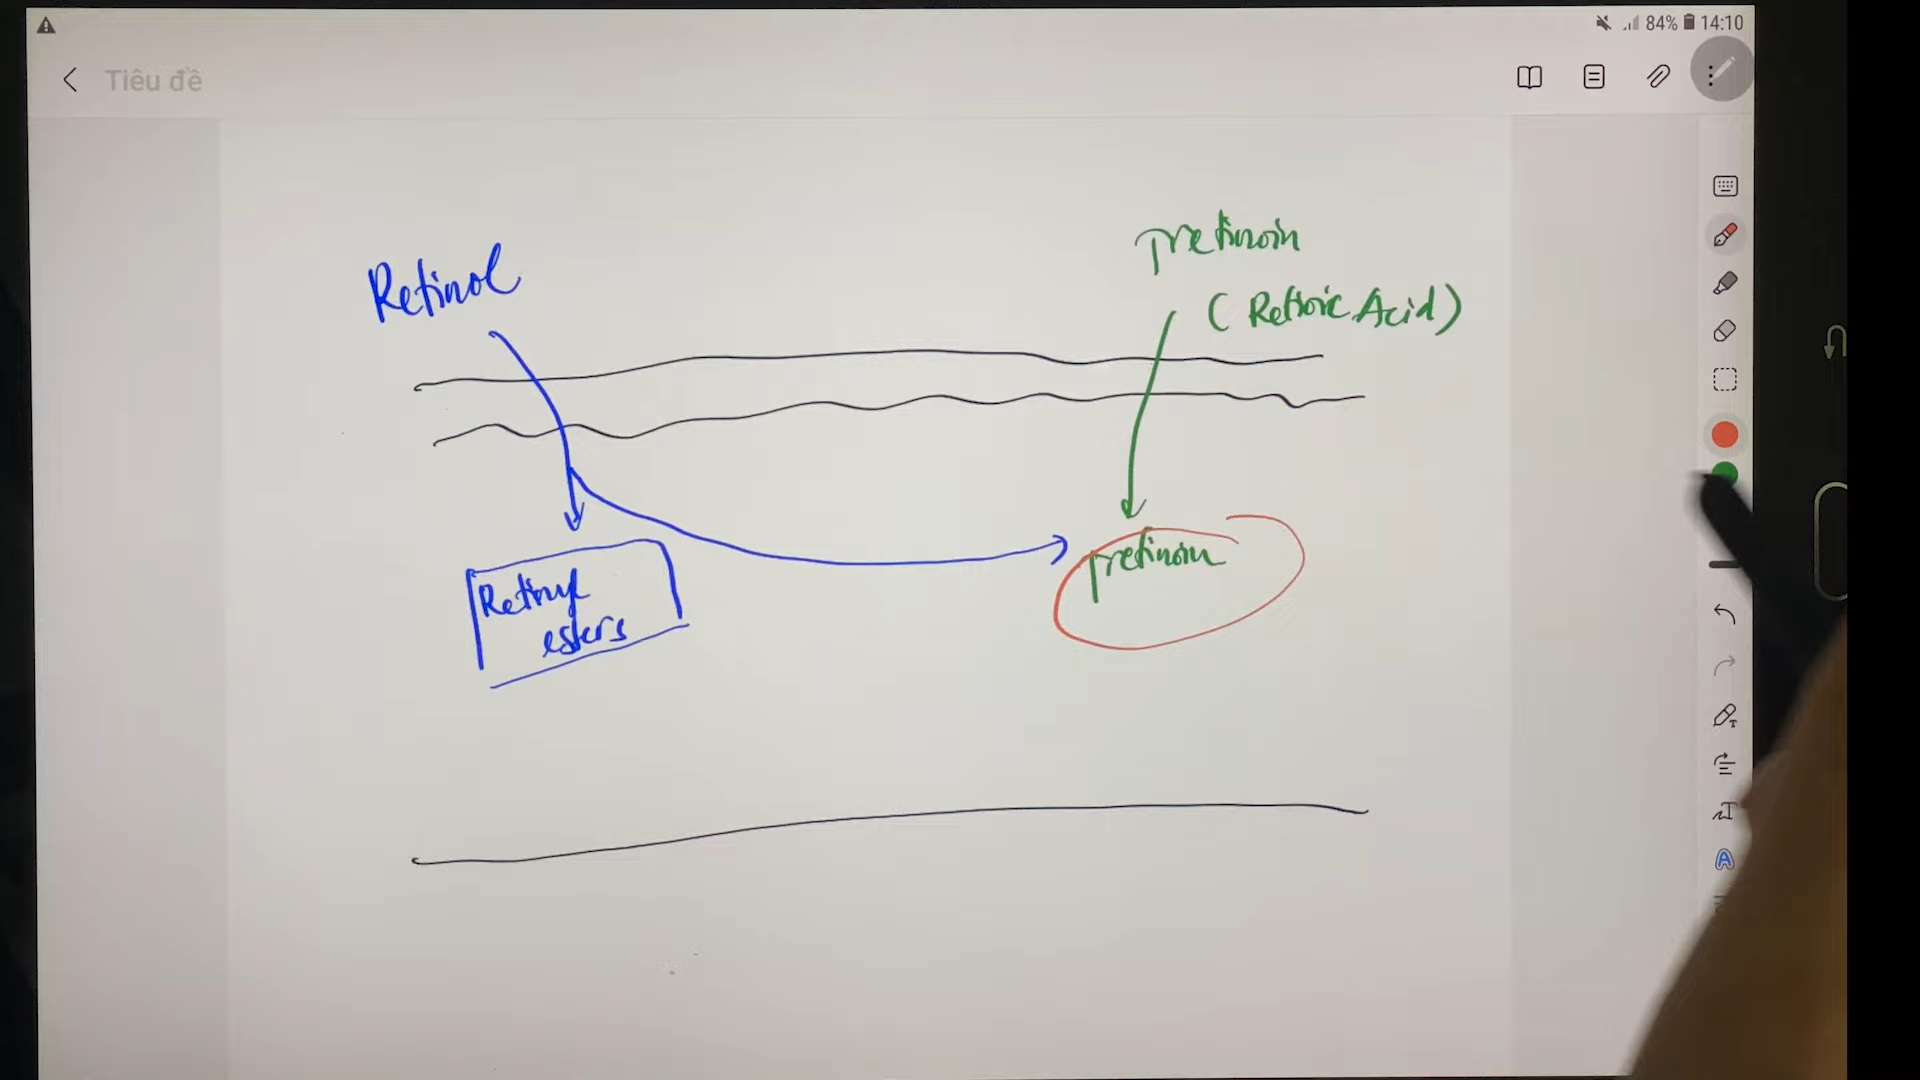 84% 14:10
Tiêu đề
Tretinoin
Retinol
(Retinoic Acid)
Tretinoin
Retinyl
esters